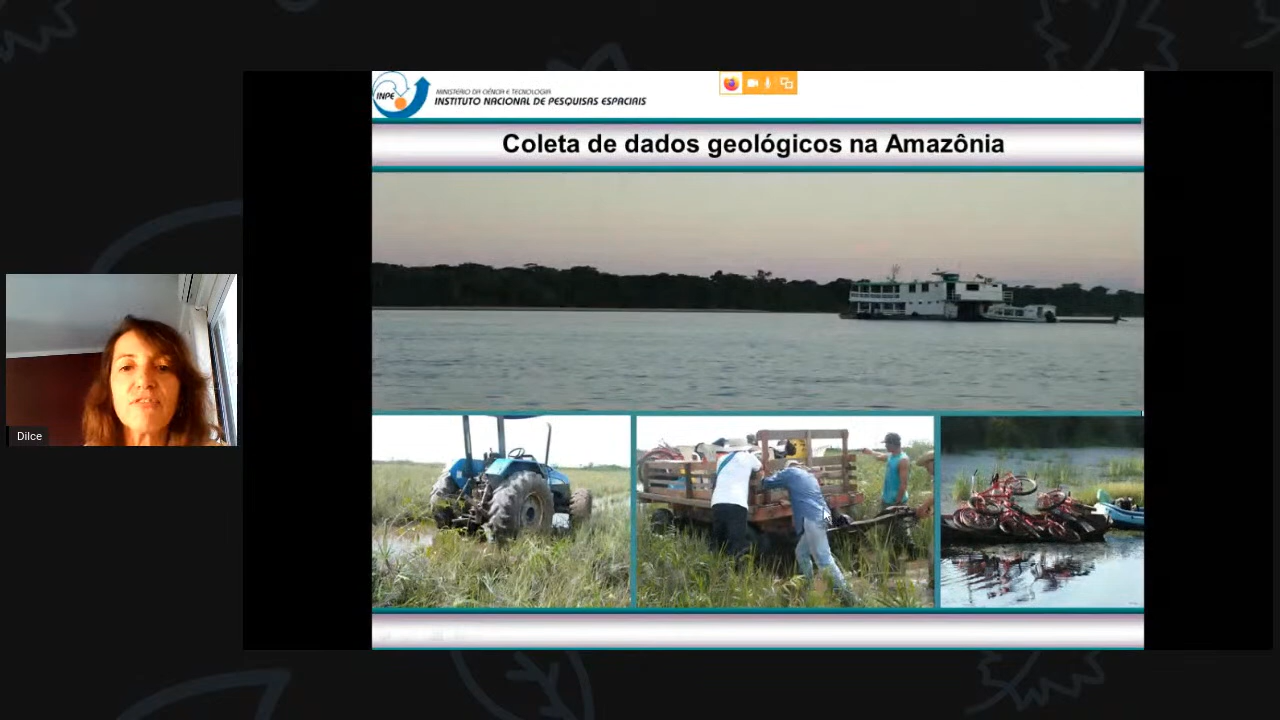 INPE
MINISTÉRIO DA CIÊNCIA E TECNOLOGIA
INSTITUTO NACIONAL DE PESQUISAS ESPACIAIS
Coleta de dados geológicos na Amazônia
Dilce